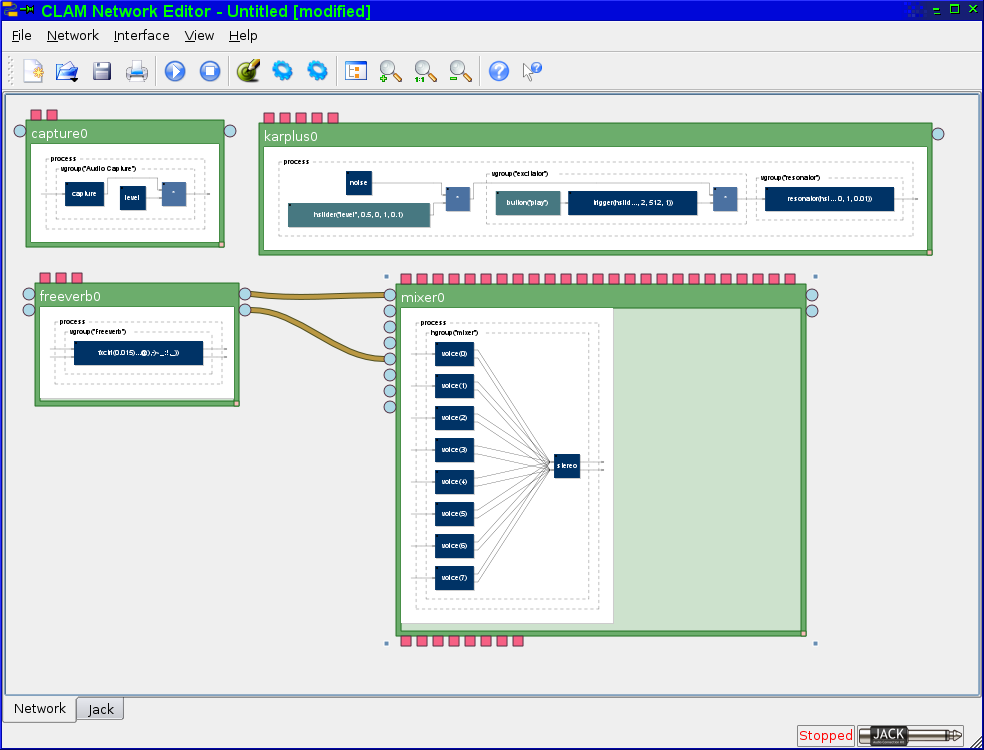 CLAM Network Editor - Untitled [modified]
File Network Interface View Help
1:1
capture0
process
vgroup("Audio Capture")
capture
level
*
karplus0
process
noise
hslider("level", 0.5, 0, 1, 0.1)
*
vgroup("excitator")
button("play")
trigger(hslid..., 2, 512, 1))
*
vgroup("resonator")
resonator(hsl... 0, 1, 0.01))
freeverb0
process
vgroup("Freeverb")
mixer0
process
hgroup("mixer")
voice(0)
voice(1)
voice(2)
voice(3)
voice(4)
voice(5)
voice(6)
voice(7)
stereo
Network Jack
Stopped
JACK